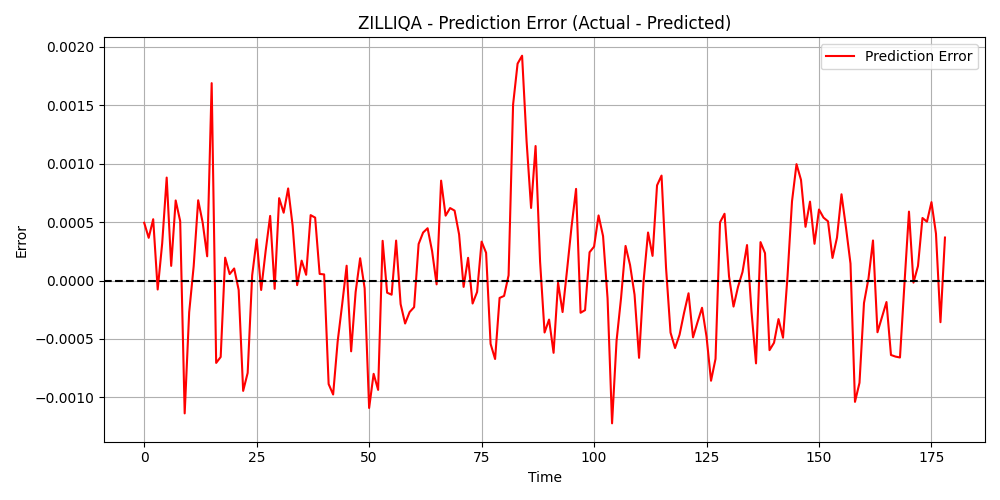 ZILLIQA - Prediction Error (Actual - Predicted)
Prediction Error
Error
0.0020
0.0015
0.0010
0.0005
0.0000
−0.0005
−0.0010
0 25 50 75 100 125 150 175
Time